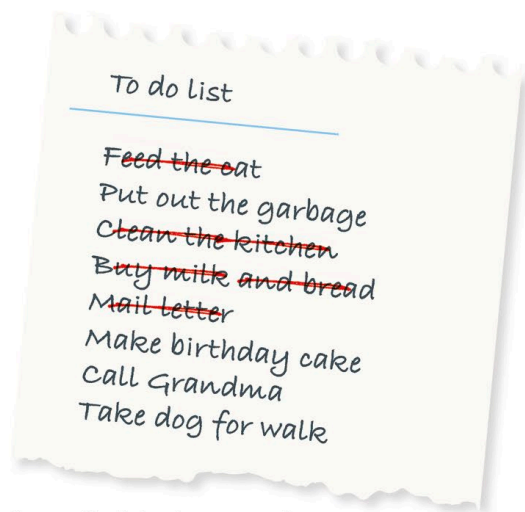 To do list
Feed the cat
Put out the garbage
Clean the kitchen
Buy milk and bread
Mail letter
Make birthday cake
Call Grandma
Take dog for walk